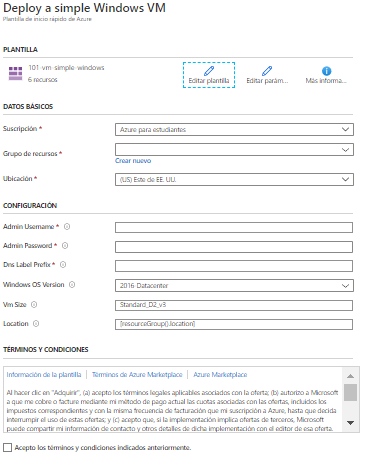 Deploy a simple Windows VM
Plantilla de inicio rápido de Azure
PLANTILLA
101-vm-simple-windows
6 recursos
Editar plantilla
Editar parám...
Más informa...
DATOS BÁSICOS
Suscripción *
Azure para estudiantes
Grupo de recursos *
Crear nuevo
Ubicación *
(US) Este de EE. UU.
CONFIGURACIÓN
Admin Username *
Admin Password *
Dns Label Prefix *
Windows OS Version
2016-Datacenter
Vm Size
Standard_D2_v3
Location
[resourceGroup().location]
TÉRMINOS Y CONDICIONES
Información de la plantilla | Términos de Azure Marketplace | Azure Marketplace
Al hacer clic en "Adquirir", (a) acepto los términos legales aplicables asociados con la oferta; (b) autorizo a Microsoft
a que me cobre o facture mediante mi método de pago actual las cuotas asociadas con las ofertas, incluidos los
impuestos correspondientes y con la misma frecuencia de facturación que mi suscripción a Azure, hasta que decida
interrumpir el uso de estas ofertas; y (c) acepto que, si la implementación implica ofertas de terceros, Microsoft
puede compartir mi información de contacto y otros detalles de dicha implementación con el editor de esa oferta.
Acepto los términos y condiciones indicados anteriormente.